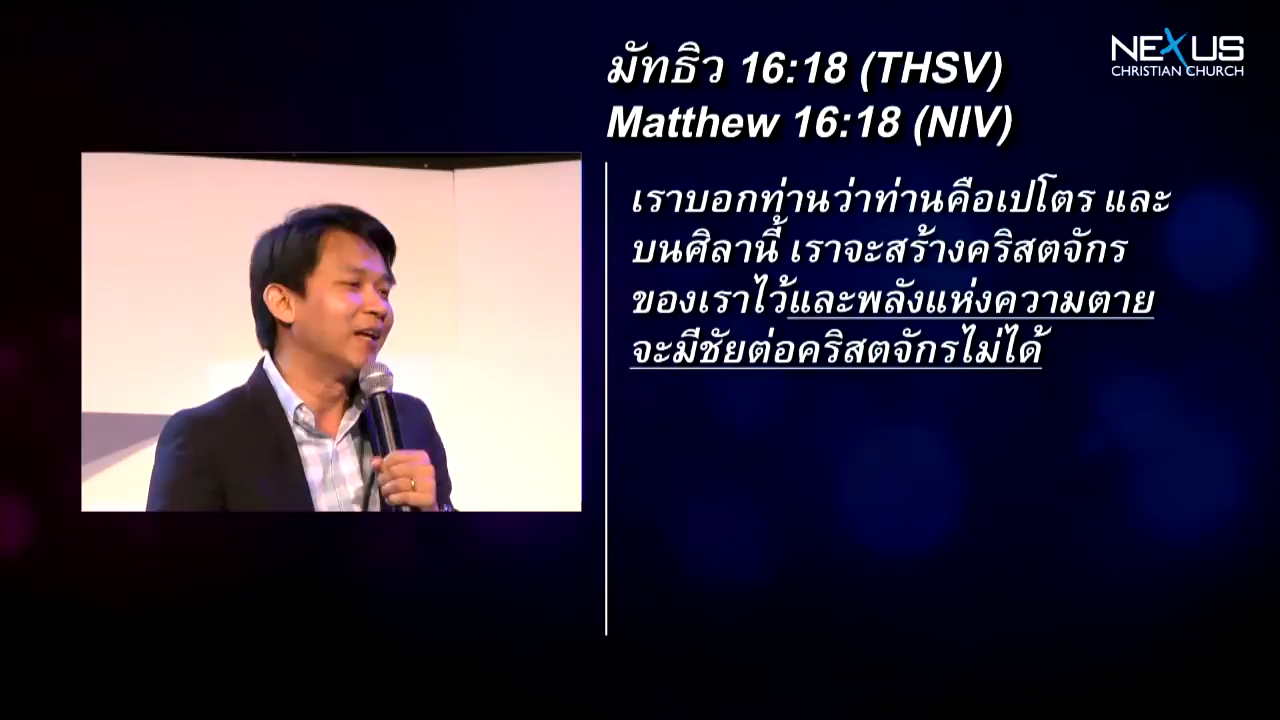 NEXUS
CHRISTIAN CHURCH
มัทธิว 16:18 (THSV)
Matthew 16:18 (NIV)
เราบอกท่านว่าท่านคือเปโตร และ
บนศิลานี้ เราจะสร้างคริสตจักร
ของเราไว้และพลังแห่งความตาย
จะมีชัยต่อคริสตจักรไม่ได้